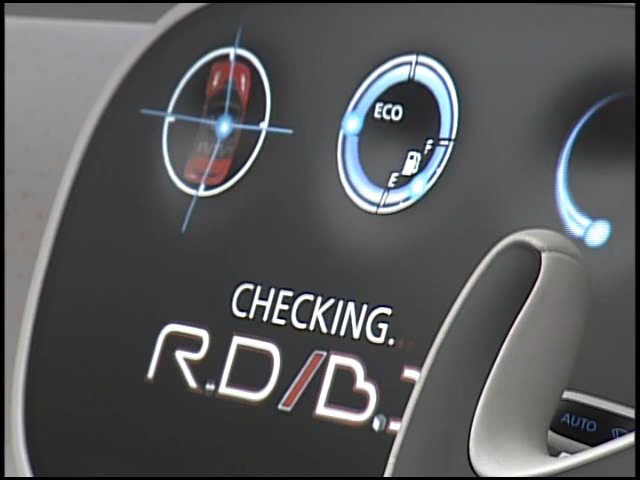 ECO
F
E
CHECKING.
R.D/B.
AUTO